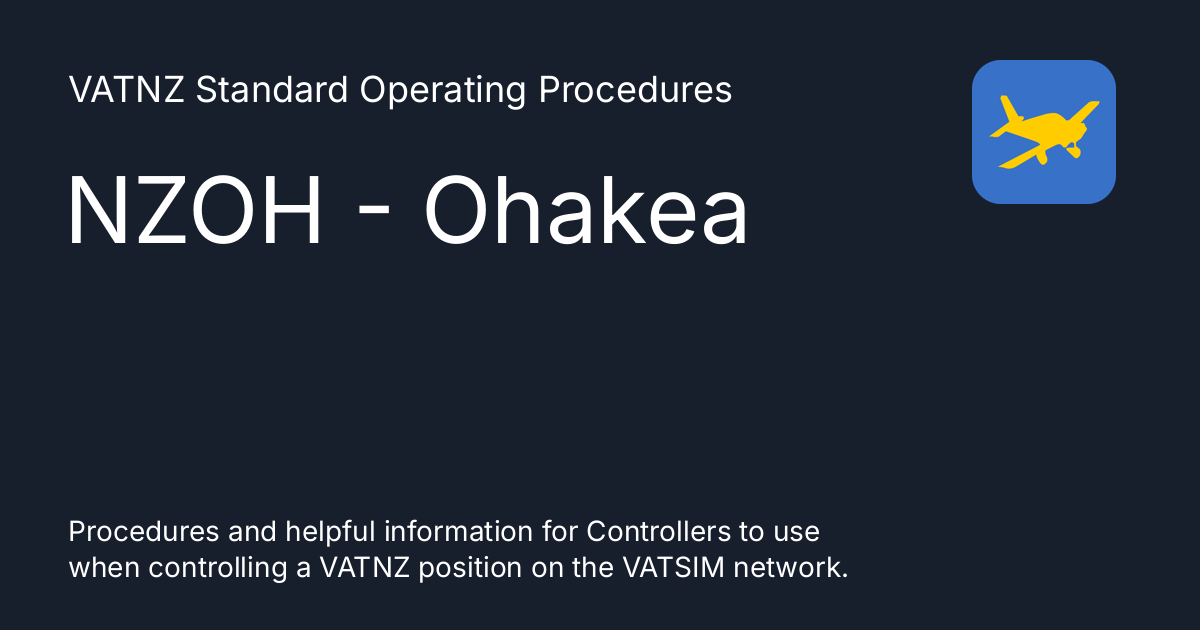 VATNZ Standard Operating Procedures
NZOH - Ohakea
Procedures and helpful information for Controllers to use
when controlling a VATNZ position on the VATSIM network.